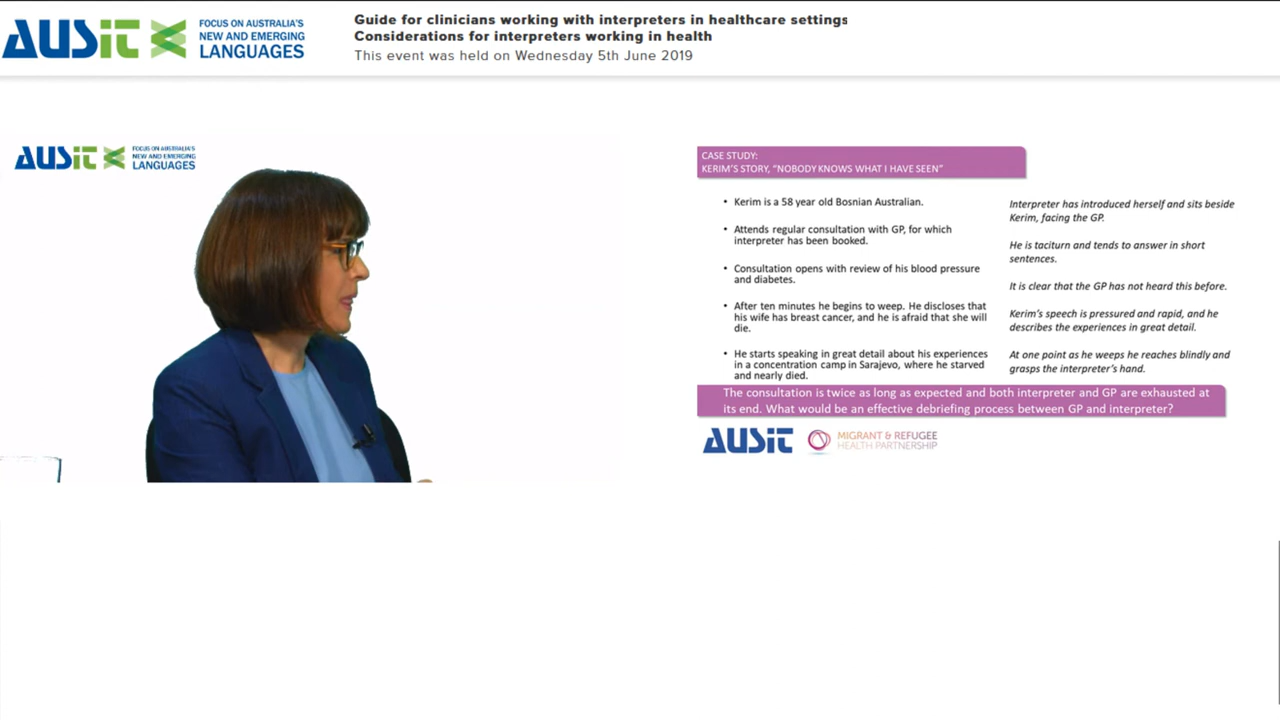 AUSiT
FOCUS ON AUSTRALIA'S
NEW AND EMERGING
LANGUAGES
Guide for clinicians working with interpreters in healthcare settings
Considerations for interpreters working in health
This event was held on Wednesday 5th June 2019
AUSiT
FOCUS ON AUSTRALIA'S
NEW AND EMERGING
LANGUAGES
CASE STUDY:
KERIM'S STORY, “NOBODY KNOWS WHAT I HAVE SEEN”
• Kerim is a 58 year old Bosnian Australian.
• Attends regular consultation with GP, for which
interpreter has been booked.
• Consultation opens with review of his blood pressure
and diabetes.
• After ten minutes he begins to weep. He discloses that
his wife has breast cancer, and he is afraid that she will
die.
• He starts speaking in great detail about his experiences
in a concentration camp in Sarajevo, where he starved
and nearly died.
Interpreter has introduced herself and sits beside
Kerim, facing the GP.
He is taciturn and tends to answer in short
sentences.
It is clear that the GP has not heard this before.
Kerim's speech is pressured and rapid, and he
describes the experiences in great detail.
At one point as he weeps he reaches blindly and
grasps the interpreter's hand.
The consultation is twice as long as expected and both interpreter and GP are exhausted at
its end. What would be an effective debriefing process between GP and interpreter?
AUSiT
MIGRANT & REFUGEE
HEALTH PARTNERSHIP